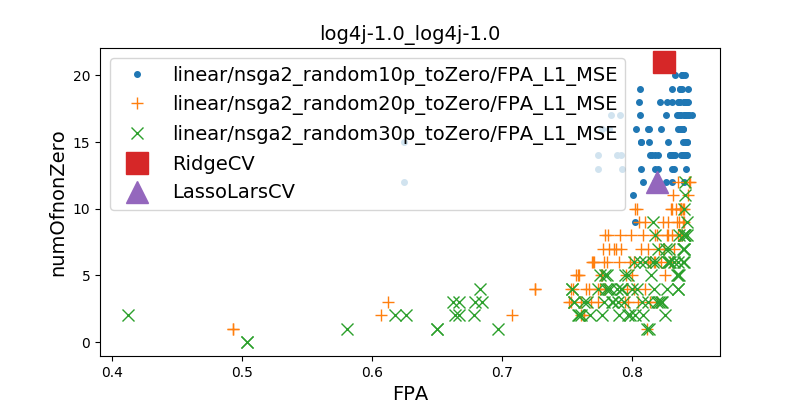 log4j-1.0_log4j-1.0
linear/nsga2_random10p_toZero/FPA_L1_MSE
linear/nsga2_random20p_toZero/FPA_L1_MSE
linear/nsga2_random30p_toZero/FPA_L1_MSE
RidgeCV
LassoLarsCV
numOfnonZero
20
15
10
5
0
0.4 0.5 0.6 0.7 0.8
FPA